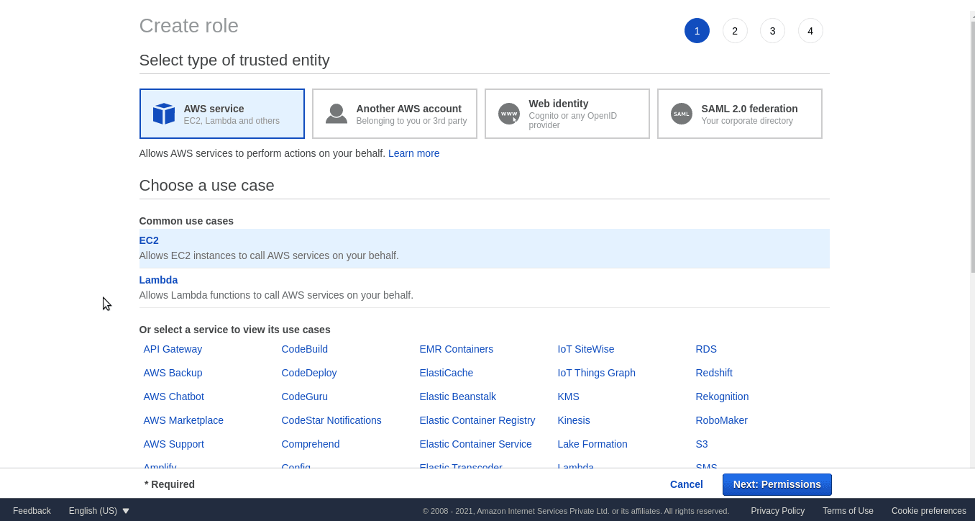 Create role
1 2 3 4
Select type of trusted entity
AWS service
EC2, Lambda and others
Another AWS account
Belonging to you or 3rd party
WWW
Web identity
Cognito or any OpenID
provider
SAML
SAML 2.0 federation
Your corporate directory
Allows AWS services to perform actions on your behalf. Learn more
Choose a use case
Common use cases
EC2
Allows EC2 instances to call AWS services on your behalf.
Lambda
Allows Lambda functions to call AWS services on your behalf.
Or select a service to view its use cases
API Gateway CodeBuild EMR Containers IoT SiteWise RDS
AWS Backup CodeDeploy ElastiCache IoT Things Graph Redshift
AWS Chatbot CodeGuru Elastic Beanstalk KMS Rekognition
AWS Marketplace CodeStar Notifications Elastic Container Registry Kinesis RoboMaker
AWS Support Comprehend Elastic Container Service Lake Formation S3
Amplify Config Elastic Transcoder Lambda SMS
* Required Cancel Next: Permissions
Feedback English (US) © 2008 - 2021, Amazon Internet Services Private Ltd. or its affiliates. All rights reserved. Privacy Policy Terms of Use Cookie preferences